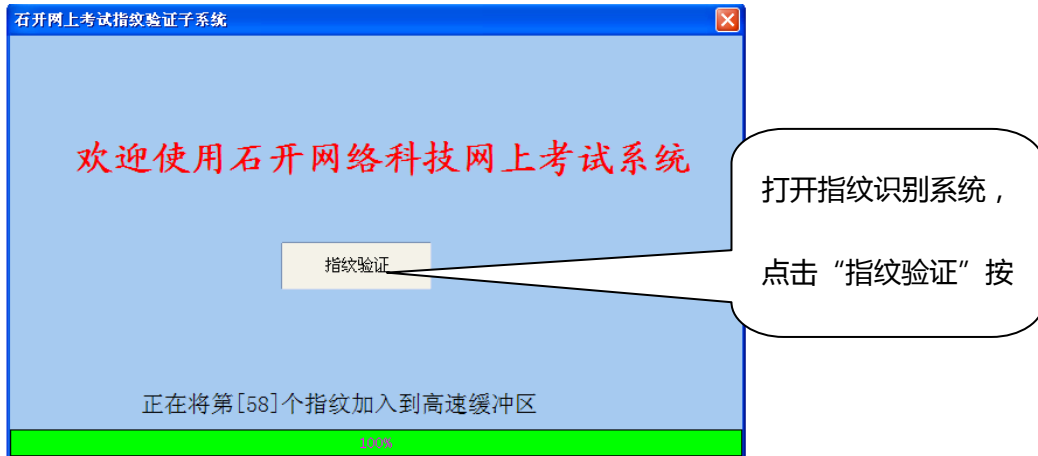 石开网上考试指纹验证子系统
欢迎使用石开网络科技网上考试系统
指纹验证
打开指纹识别系统，
点击“指纹验证”按
正在将第[58]个指纹加入到高速缓冲区
100%